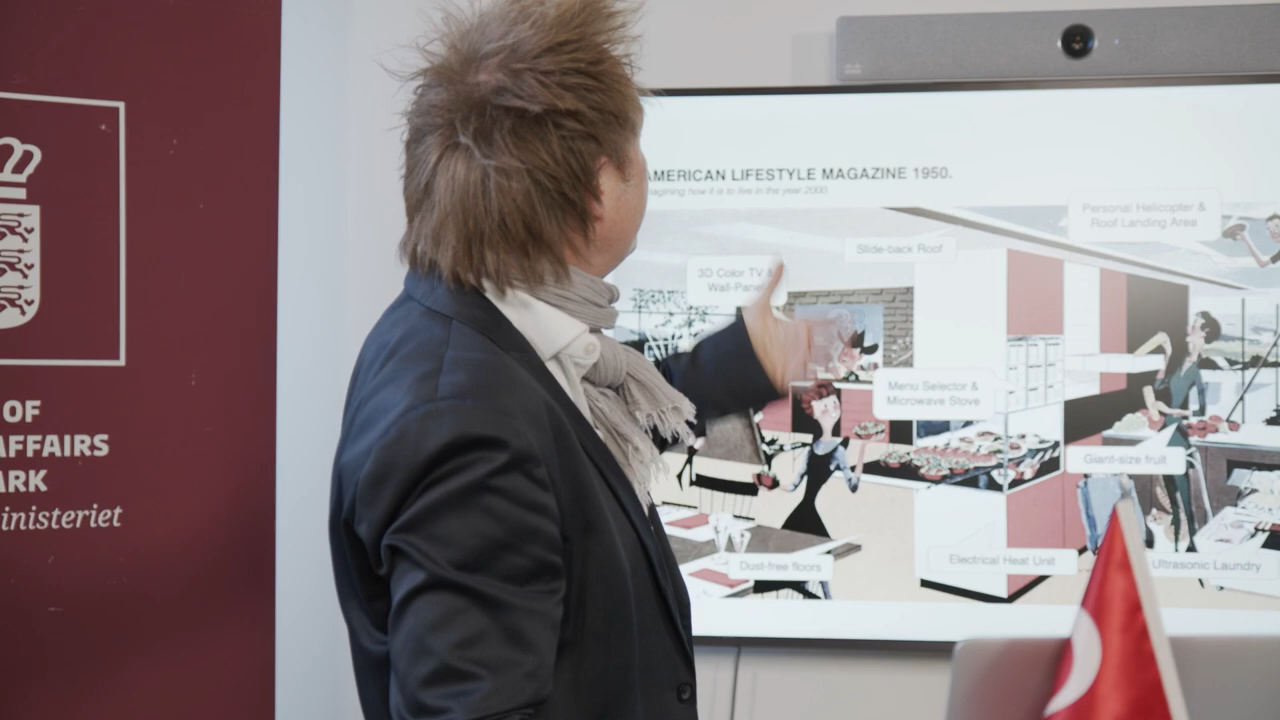 OF
AFFAIRS
ARK
inisteriet
AMERICAN LIFESTYLE MAGAZINE 1950.
magining how it is to live in the year 2000.
Personal Helicopter &
Roof Landing Area
Slide-back Roof
3D Color TV &
Wall-Panel
Menu Selector &
Microwave Stove
Giant-size fruit
Dust-free floors
Electrical Heat Unit
Ultrasonic Laundry